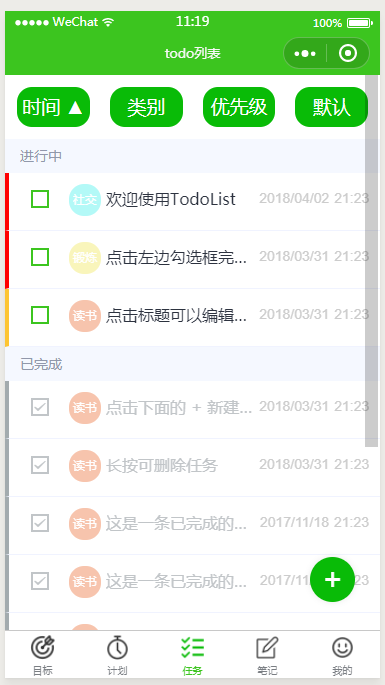 ●●●●● WeChat 11:19 100%
todo列表
时间 ▲ 类别 优先级 默认
进行中
社交 欢迎使用TodoList 2018/04/02 21:23
锻炼 点击左边勾选框完... 2018/03/31 21:23
读书 点击标题可以编辑... 2018/03/31 21:23
已完成
读书 点击下面的 + 新建... 2018/03/31 21:23
读书 长按可删除任务 2018/03/31 21:23
读书 这是一条已完成的... 2017/11/18 21:23
读书 这是一条已完成的... 2017/1 21:23
+
目标 计划 任务 笔记 我的